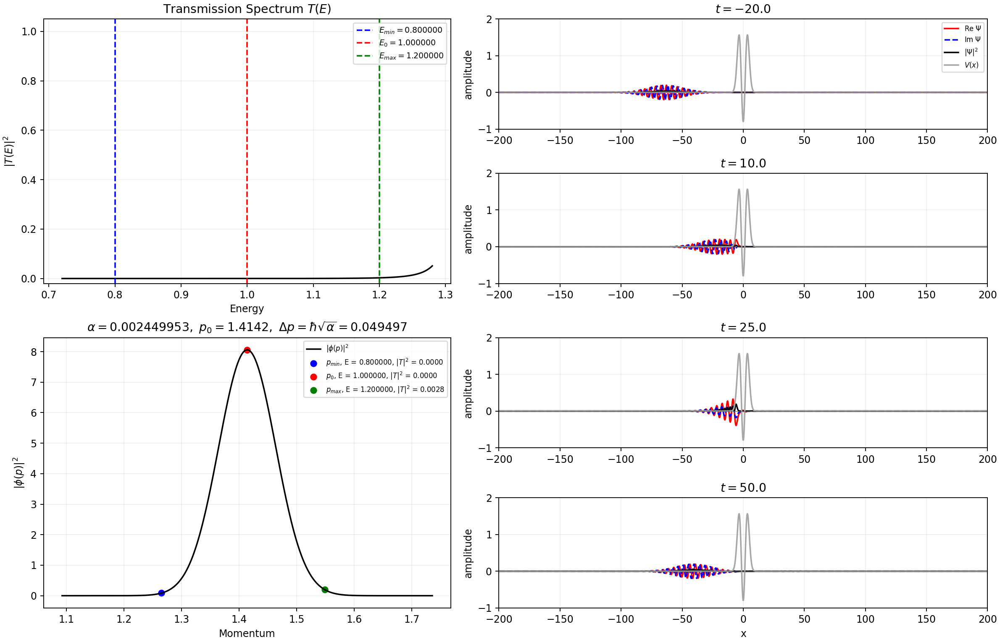 Transmission Spectrum T(E)
|T(E)|²
1.0
0.8
0.6
0.4
0.2
0.0
E_min = 0.800000
E_0 = 1.000000
E_max = 1.200000
0.7 0.8 0.9 1.0 1.1 1.2 1.3
Energy
α = 0.002449953, p_0 = 1.4142, Δp = ℏ√α = 0.049497
|ϕ(p)|²
8
7
6
5
4
3
2
1
0
|ϕ(p)|²
p_min, E = 0.800000, |T|² = 0.0000
p_0, E = 1.000000, |T|² = 0.0000
p_max, E = 1.200000, |T|² = 0.0028
1.1 1.2 1.3 1.4 1.5 1.6 1.7
Momentum
t = −20.0
amplitude
2
1
0
−1
Re Ψ
Im Ψ
|Ψ|²
V(x)
−200 −150 −100 −50 0 50 100 150 200
t = 10.0
amplitude
2
1
0
−1
−200 −150 −100 −50 0 50 100 150 200
t = 25.0
amplitude
2
1
0
−1
−200 −150 −100 −50 0 50 100 150 200
t = 50.0
amplitude
2
1
0
−1
−200 −150 −100 −50 0 50 100 150 200
x